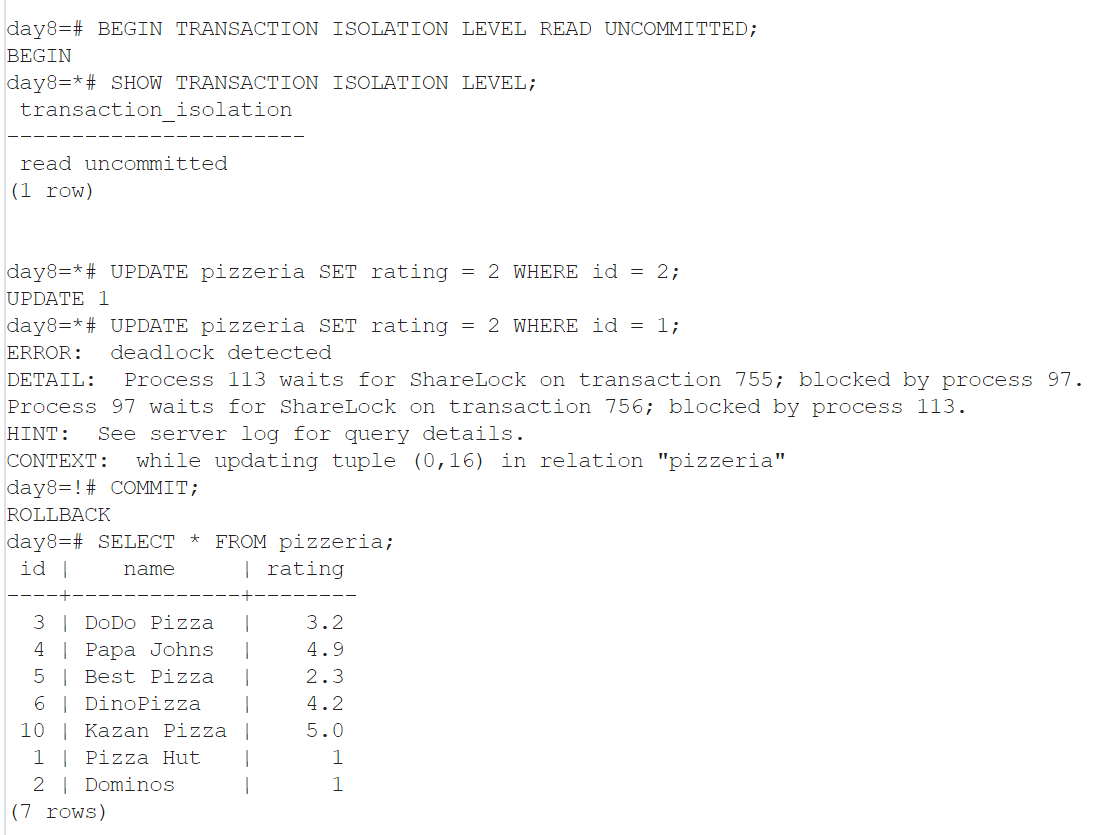 day8=# BEGIN TRANSACTION ISOLATION LEVEL READ UNCOMMITTED;
BEGIN
day8=*# SHOW TRANSACTION ISOLATION LEVEL;
 transaction_isolation
-----------------------
 read uncommitted
(1 row)
day8=*# UPDATE pizzeria SET rating = 2 WHERE id = 2;
UPDATE 1
day8=*# UPDATE pizzeria SET rating = 2 WHERE id = 1;
ERROR:  deadlock detected
DETAIL:  Process 113 waits for ShareLock on transaction 755; blocked by process 97.
Process 97 waits for ShareLock on transaction 756; blocked by process 113.
HINT:  See server log for query details.
CONTEXT:  while updating tuple (0,16) in relation "pizzeria"
day8=!# COMMIT;
ROLLBACK
day8=# SELECT * FROM pizzeria;
 id |    name     | rating
----+-------------+--------
  3 | DoDo Pizza  |    3.2
  4 | Papa Johns  |    4.9
  5 | Best Pizza  |    2.3
  6 | DinoPizza   |    4.2
 10 | Kazan Pizza |    5.0
  1 | Pizza Hut   |      1
  2 | Dominos     |      1
(7 rows)